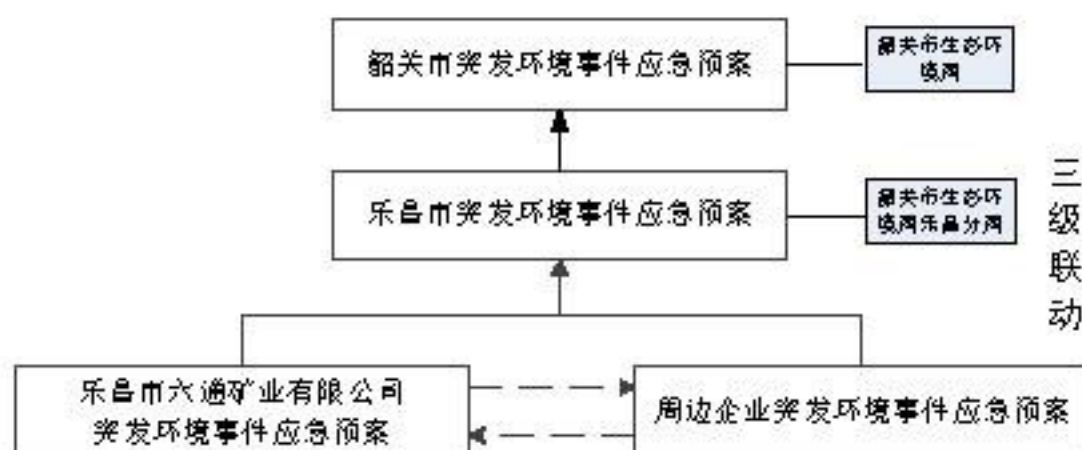 韶关市突发环境事件应急预案
韶关市生态环
境局
乐昌市突发环境事件应急预案
韶关市生态环
境局乐昌分局
三
级
联
动
乐昌市六通矿业有限公司
突发环境事件应急预案
周边企业突发环境事件应急预案